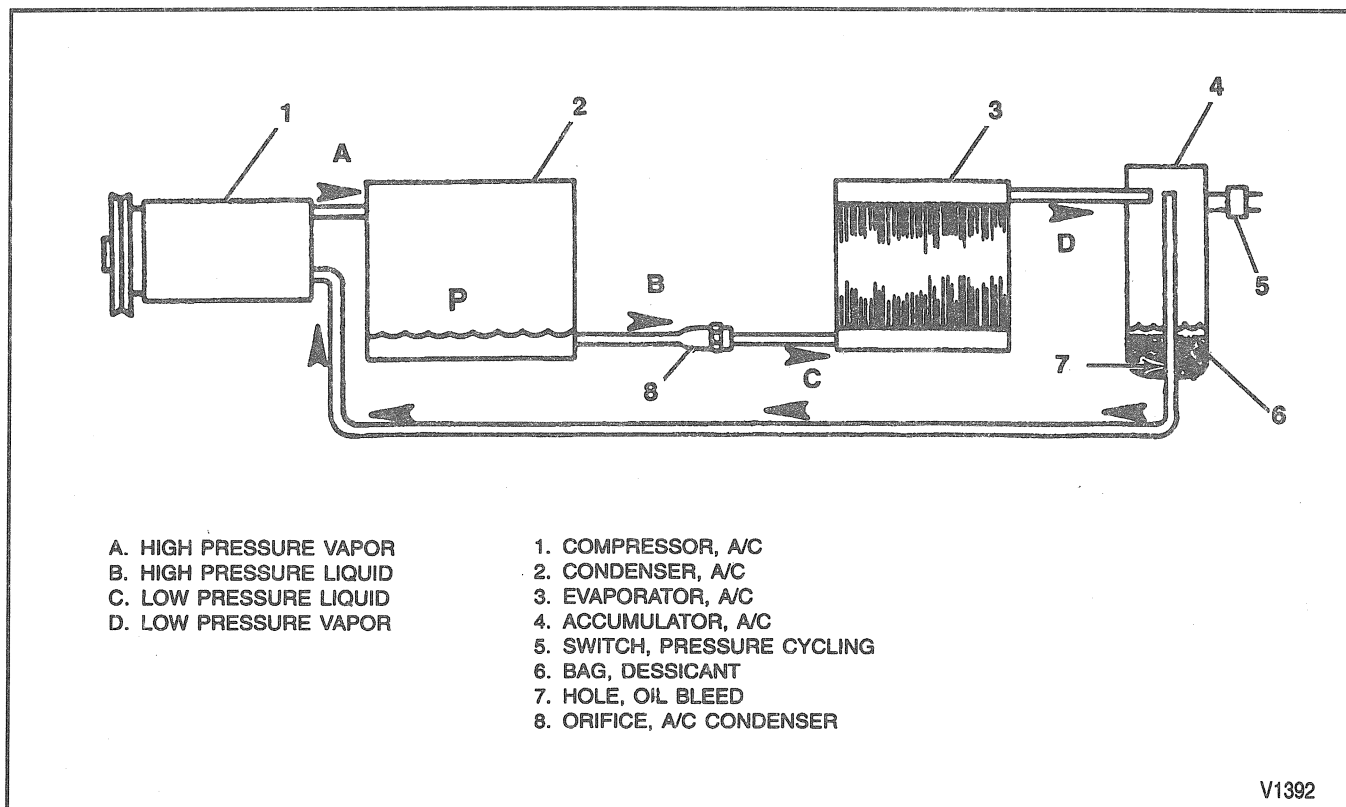 1
2
3
4
A
P
B
C
D
5
7
8
6
A. HIGH PRESSURE VAPOR
B. HIGH PRESSURE LIQUID
C. LOW PRESSURE LIQUID
D. LOW PRESSURE VAPOR
1. COMPRESSOR, A/C
2. CONDENSER, A/C
3. EVAPORATOR, A/C
4. ACCUMULATOR, A/C
5. SWITCH, PRESSURE CYCLING
6. BAG, DESSICANT
7. HOLE, OIL BLEED
8. ORIFICE, A/C CONDENSER
V1392